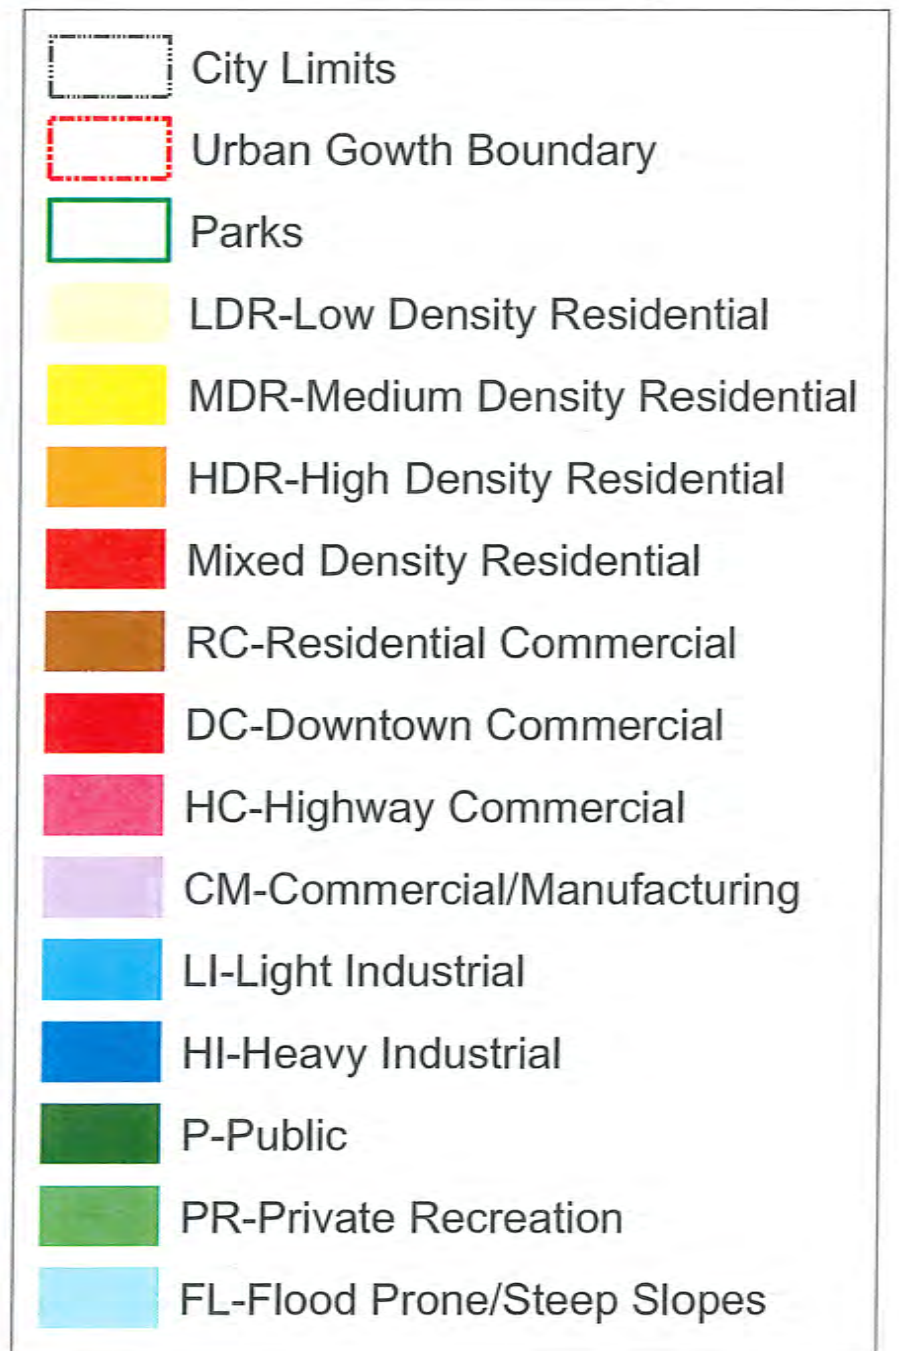 City Limits
Urban Gowth Boundary
Parks
LDR-Low Density Residential
MDR-Medium Density Residential
HDR-High Density Residential
Mixed Density Residential
RC-Residential Commercial
DC-Downtown Commercial
HC-Highway Commercial
CM-Commercial/Manufacturing
LI-Light Industrial
HI-Heavy Industrial
P-Public
PR-Private Recreation
FL-Flood Prone/Steep Slopes